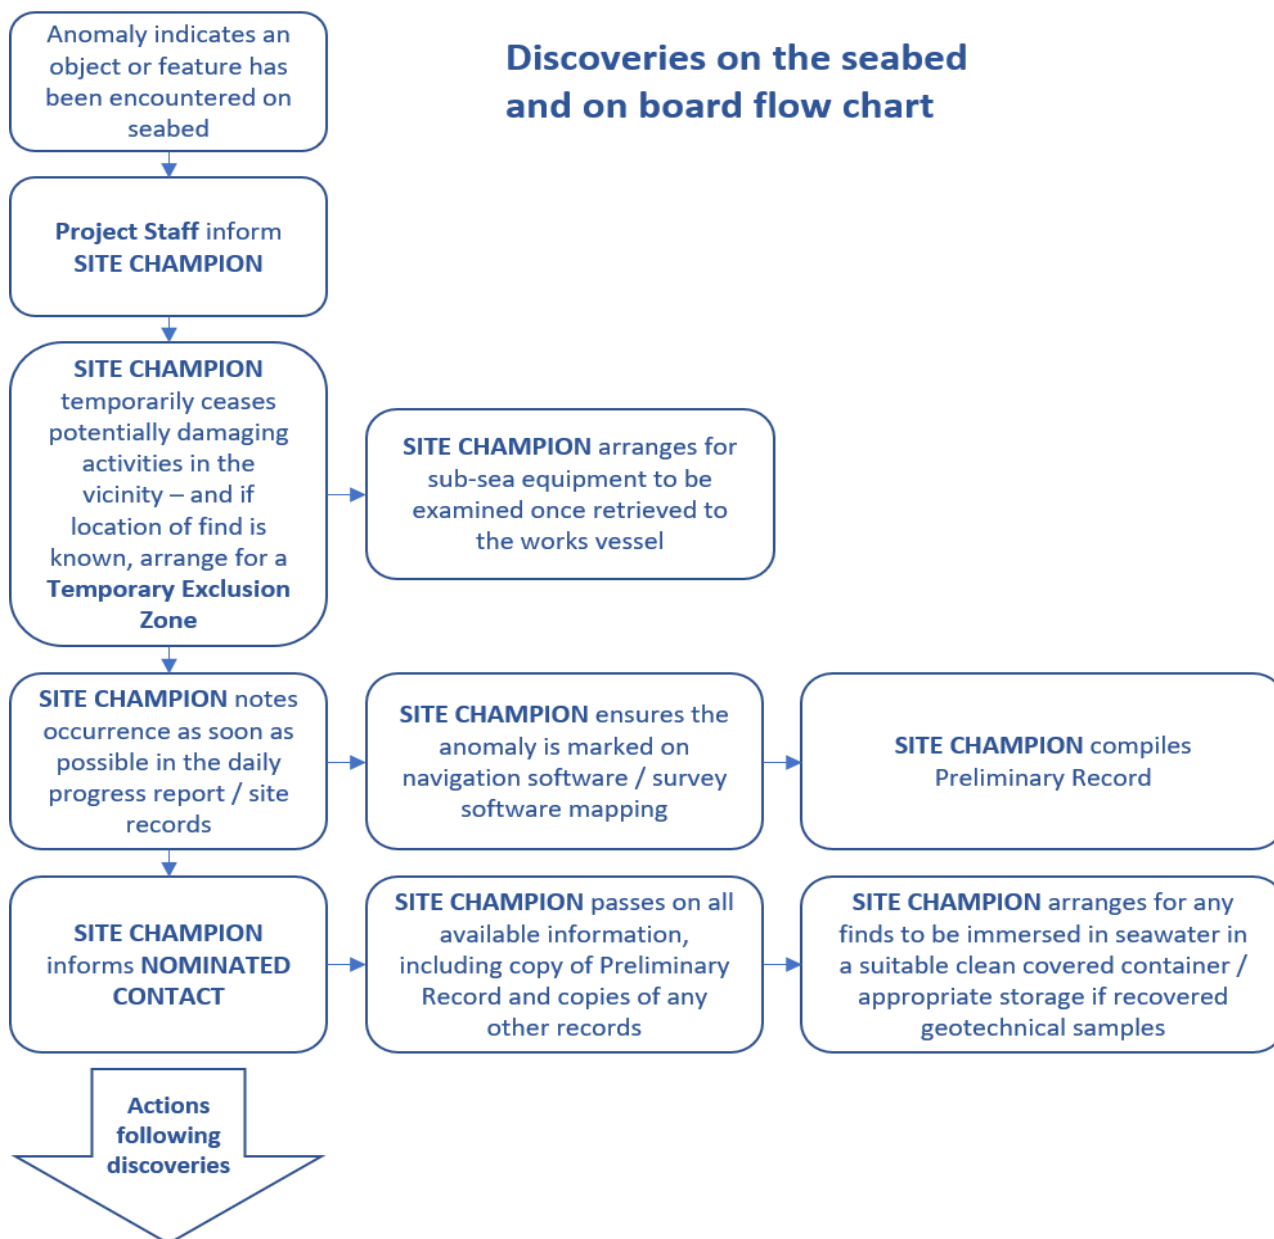 Discoveries on the seabed
and on board flow chart
Anomaly indicates an
object or feature has
been encountered on
seabed
Project Staff inform
SITE CHAMPION
SITE CHAMPION
temporarily ceases
potentially damaging
activities in the
vicinity – and if
location of find is
known, arrange for a
Temporary Exclusion
Zone
SITE CHAMPION arranges for
sub-sea equipment to be
examined once retrieved to
the works vessel
SITE CHAMPION notes
occurrence as soon as
possible in the daily
progress report / site
records
SITE CHAMPION ensures the
anomaly is marked on
navigation software / survey
software mapping
SITE CHAMPION compiles
Preliminary Record
SITE CHAMPION
informs NOMINATED
CONTACT
SITE CHAMPION passes on all
available information,
including copy of Preliminary
Record and copies of any
other records
SITE CHAMPION arranges for any
finds to be immersed in seawater in
a suitable clean covered container /
appropriate storage if recovered
geotechnical samples
Actions
following
discoveries